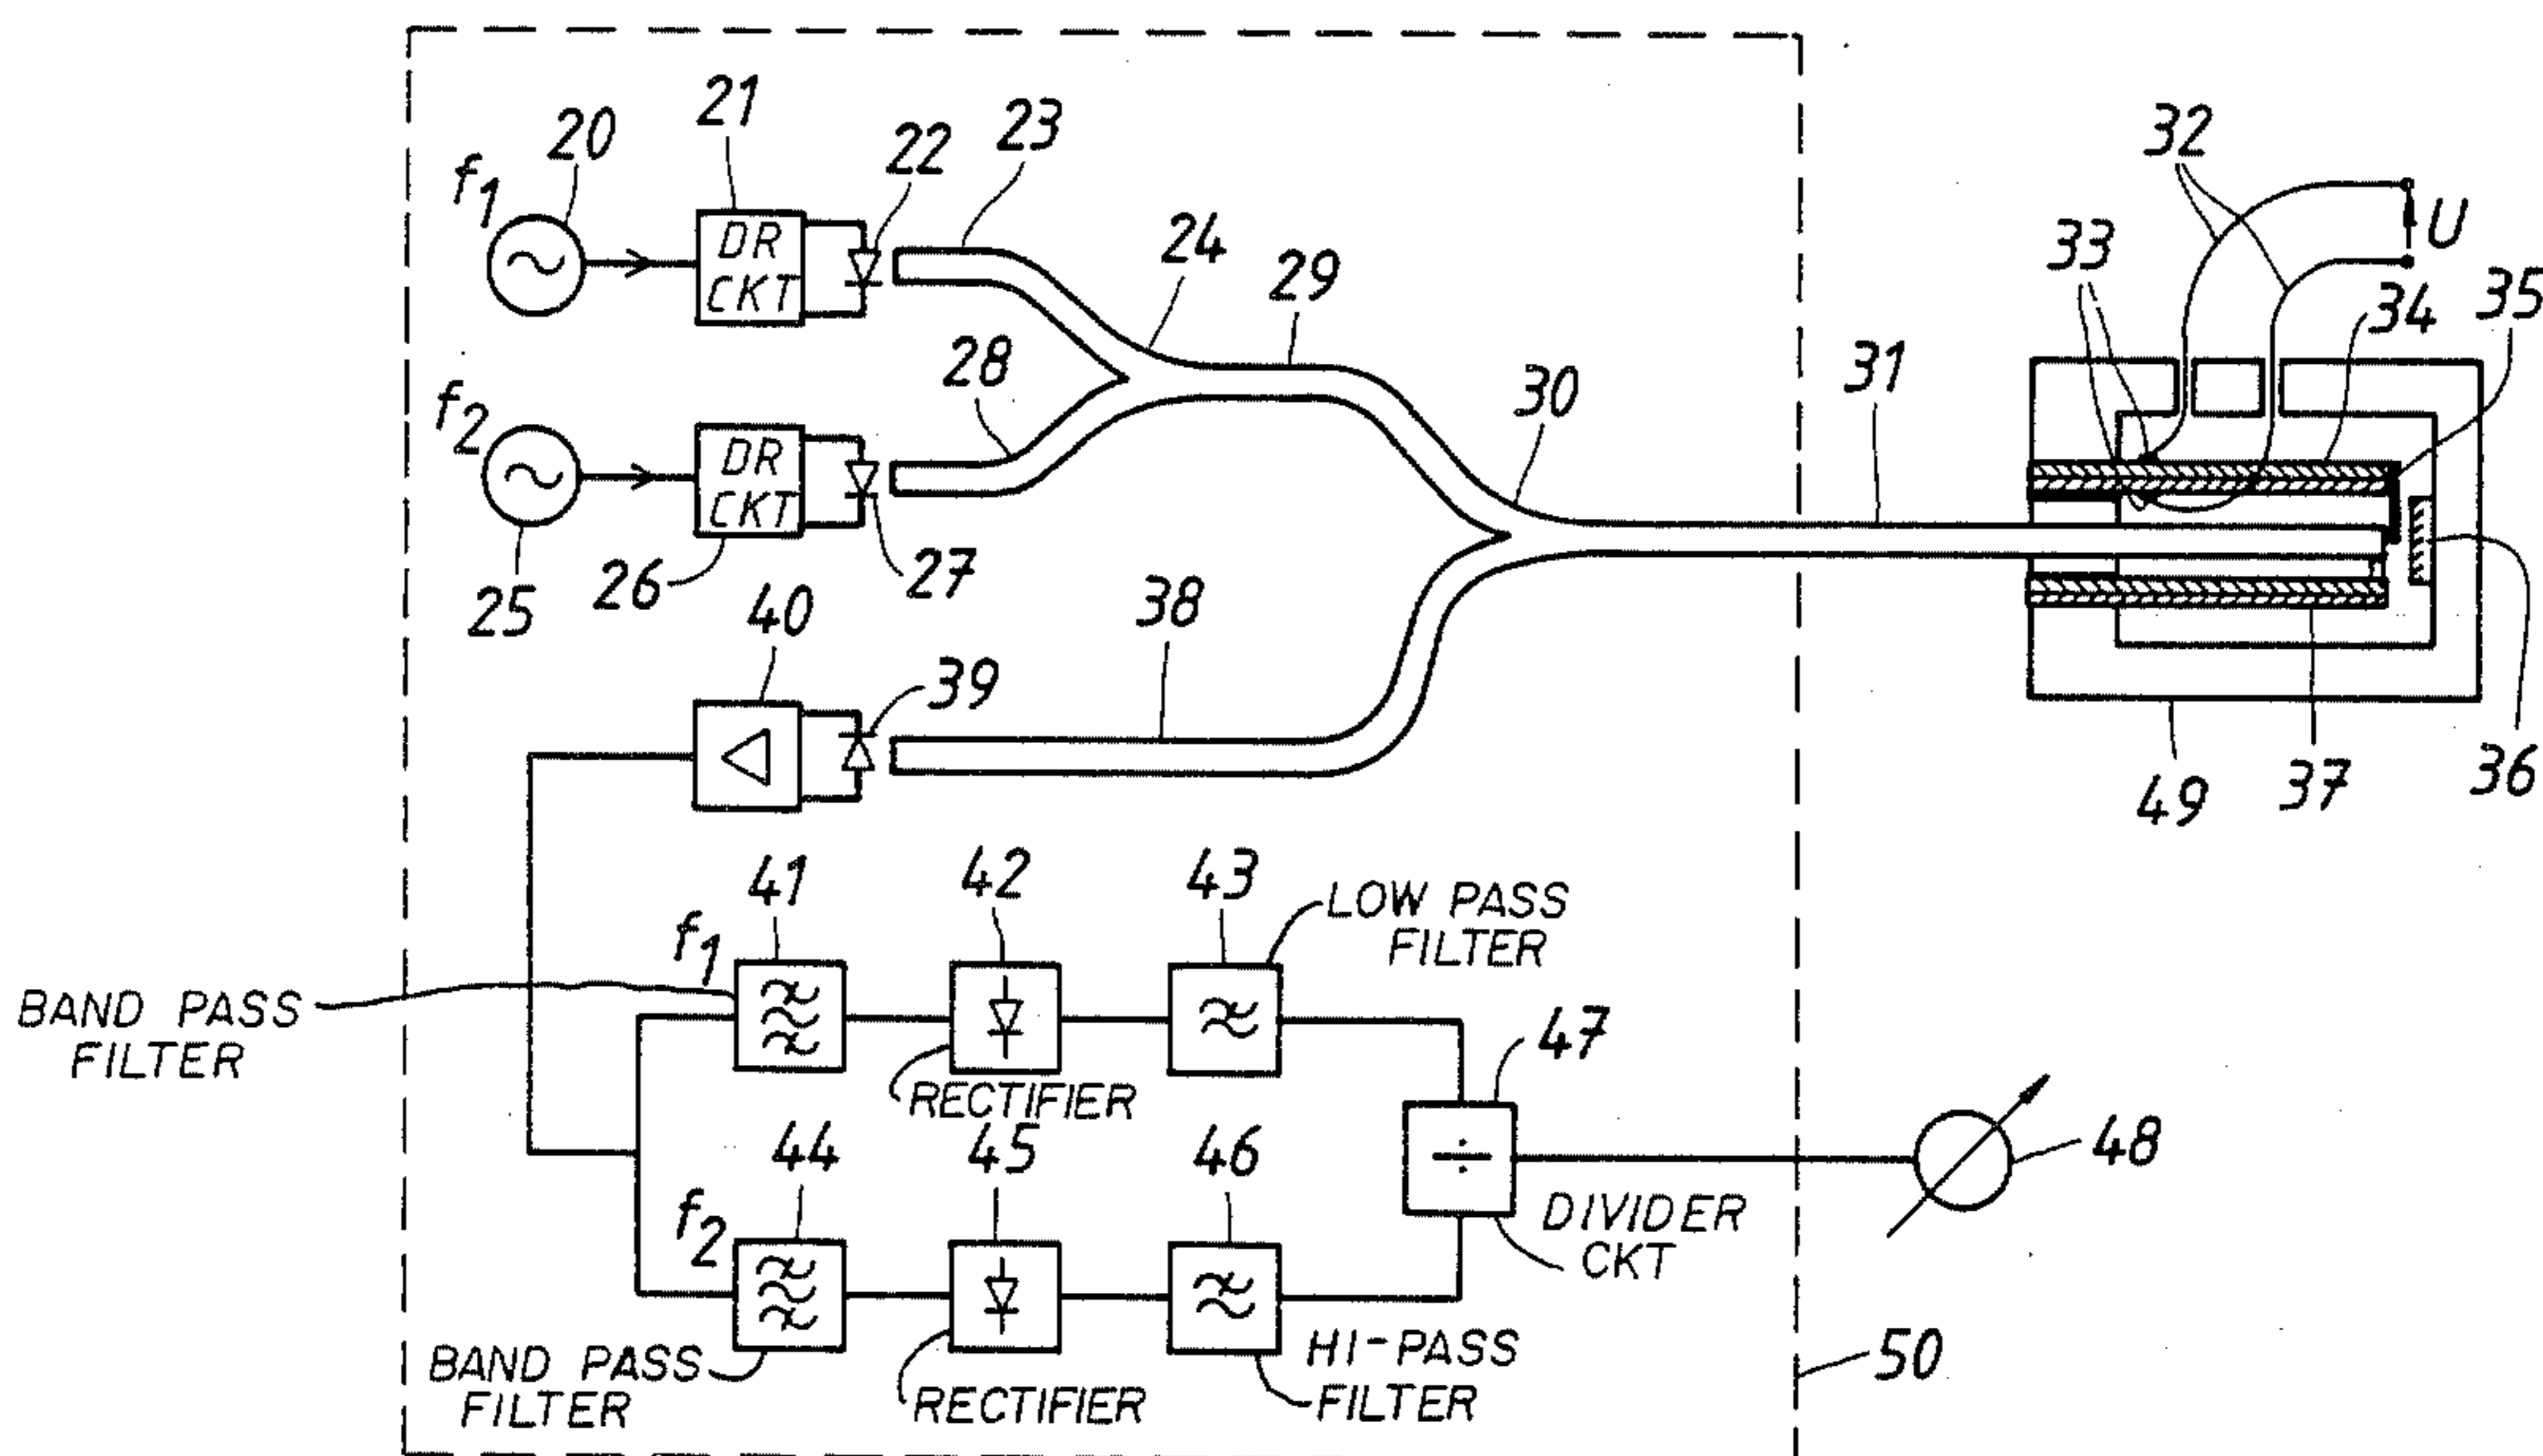 20
21
22
23
f1
DR
CKT
24
29
32
U
33
34
35
f2
28
30
31
DR
CKT
25
26
27
38
36
37
49
40
39
41
42
43
LOW PASS
FILTER
f1
BAND PASS
FILTER
RECTIFIER
47
÷
48
44
45
46
f2
DIVIDER
CKT
BAND PASS
FILTER
RECTIFIER
HI-PASS
FILTER
50